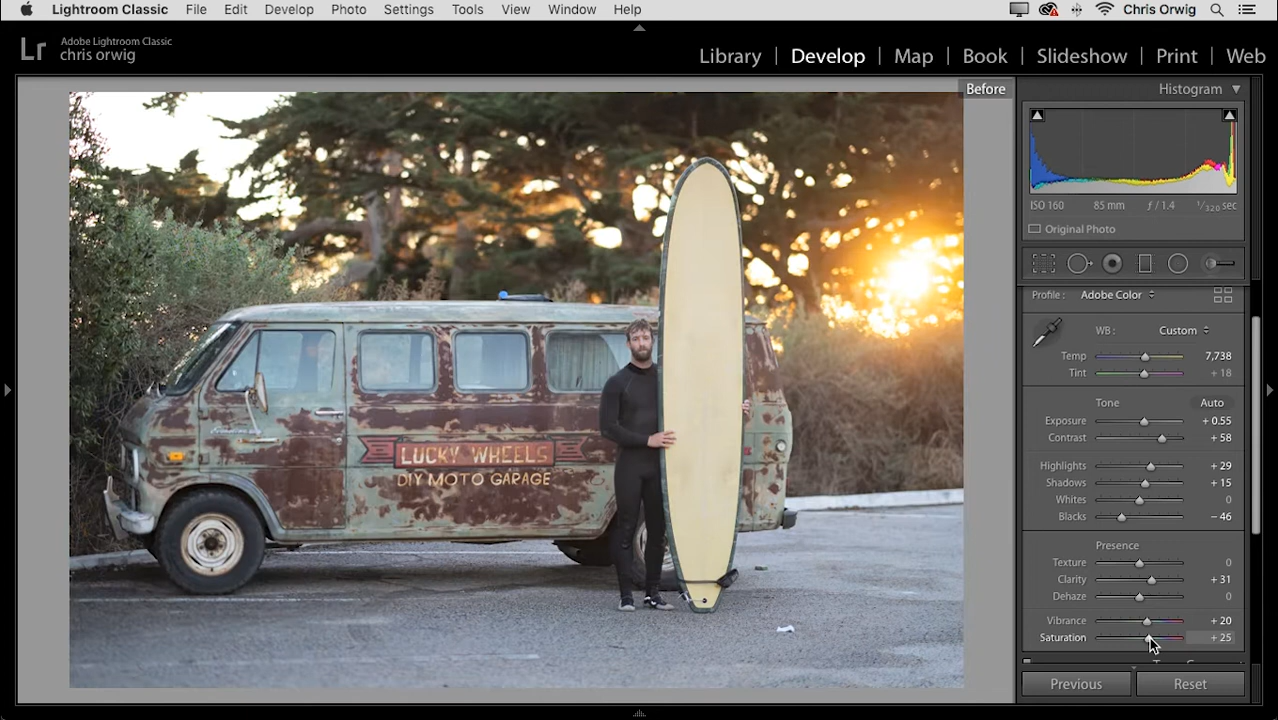 Lightroom Classic File Edit Develop Photo Settings Tools View Window Help Chris Orwig
Lr Adobe Lightroom Classic
chris orwig
Library | Develop | Map | Book | Slideshow | Print | Web
Before
Histogram
ISO 160 85 mm ƒ / 1.4 1/320 sec
Original Photo
Profile : Adobe Color
WB : Custom
Temp 7,738
Tint + 18
Tone Auto
Exposure + 0.55
Contrast + 58
Highlights + 29
Shadows + 15
Whites 0
Blacks − 46
Presence
Texture 0
Clarity + 31
Dehaze 0
Vibrance + 20
Saturation + 25
Previous Reset
LUCKY WHEELS
DIY MOTO GARAGE